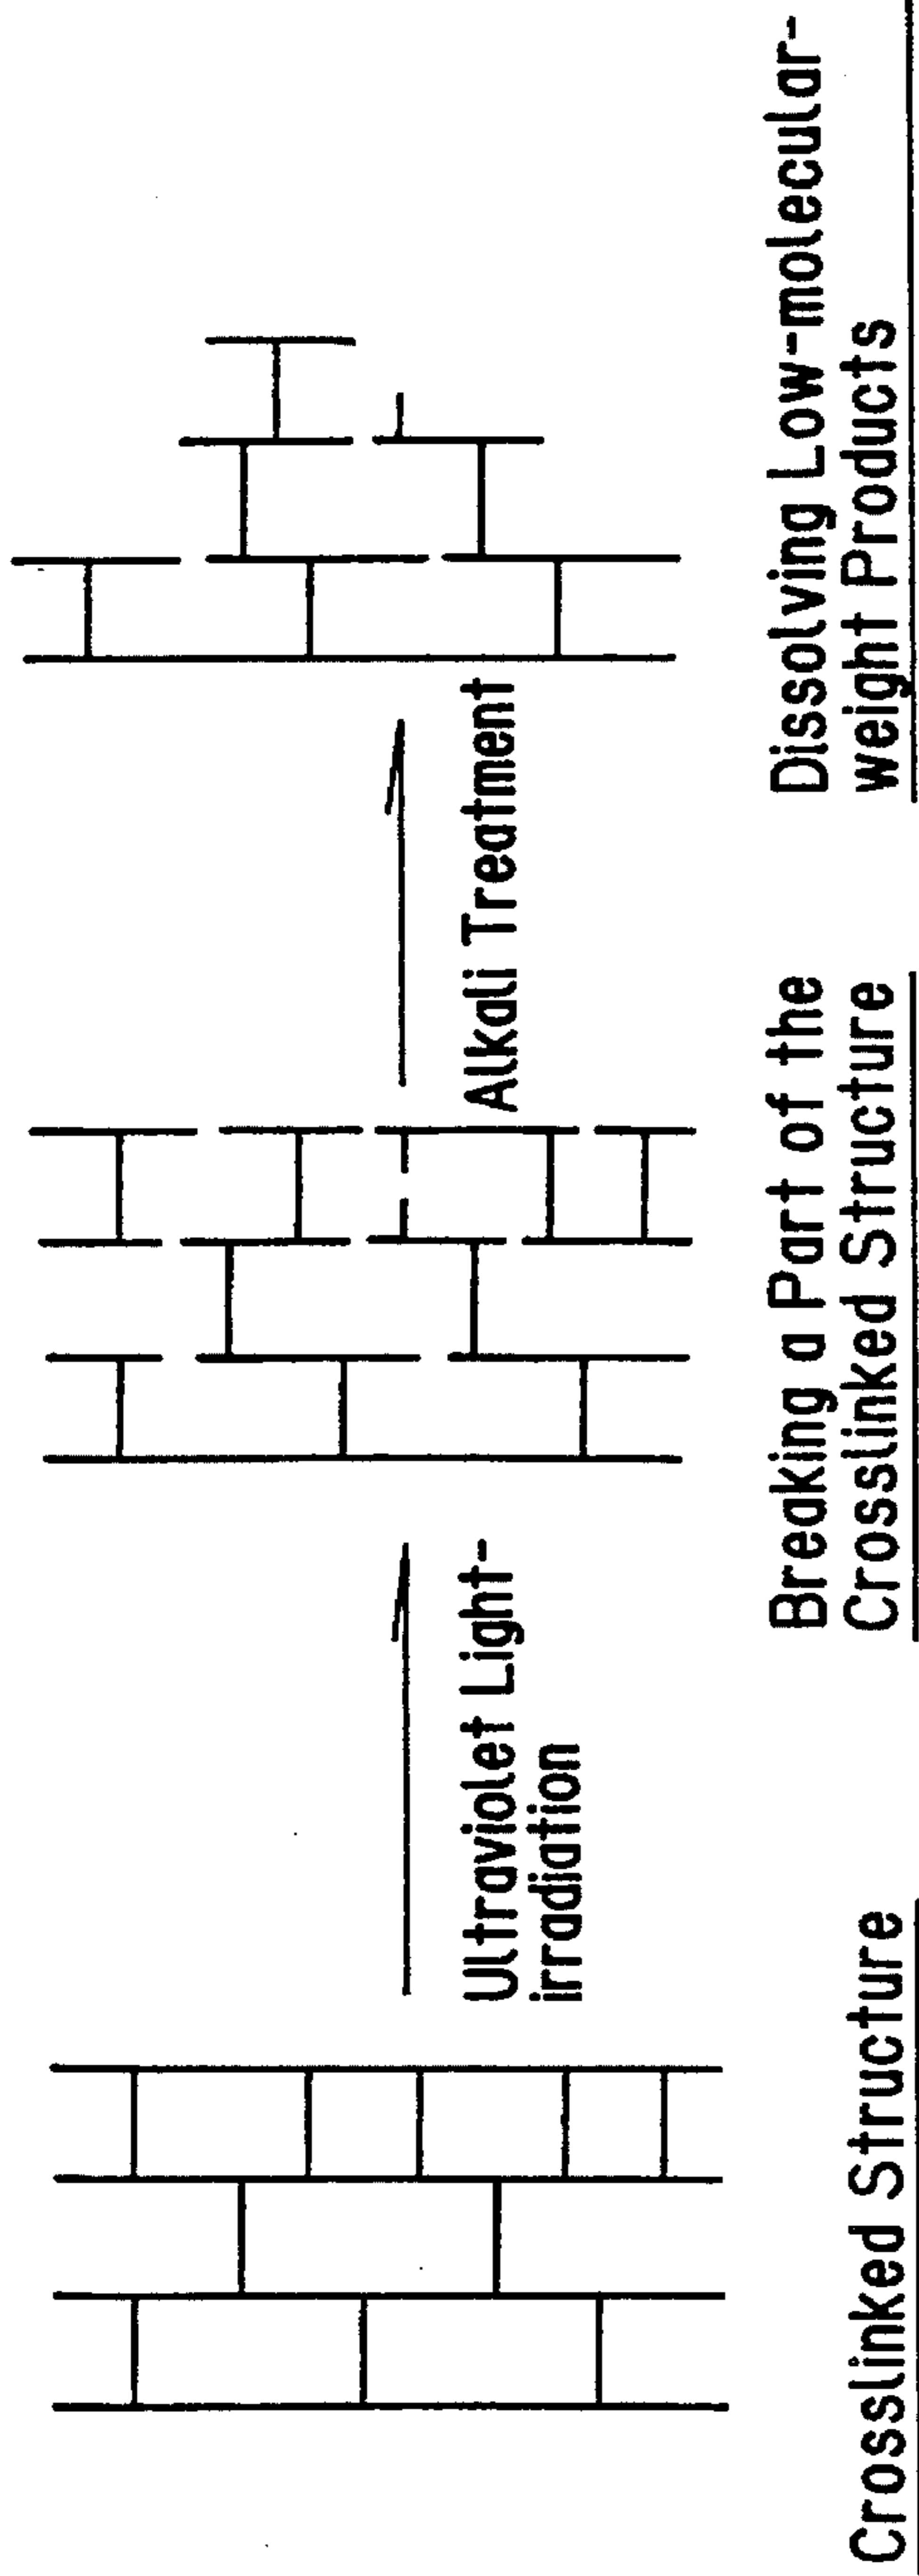 Crosslinked Structure
Ultraviolet Light-
irradiation
Breaking a Part of the
Crosslinked Structure
Alkali Treatment
Dissolving Low-molecular-
weight Products